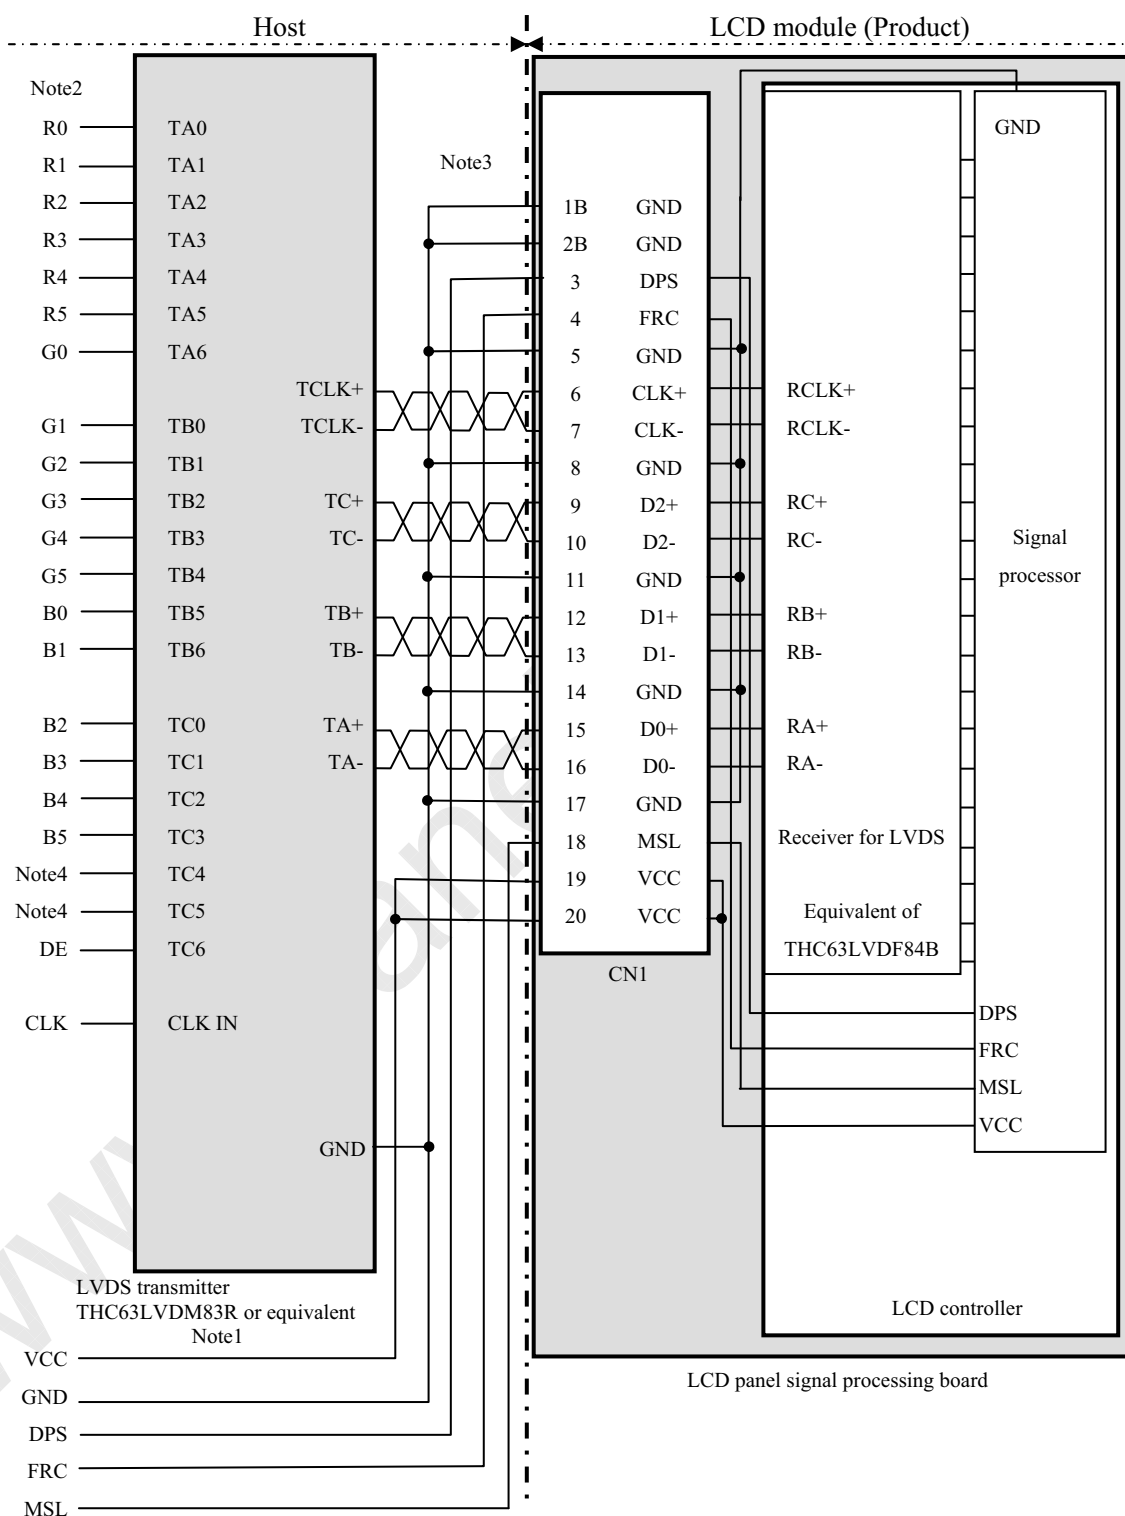 Host
LCD module (Product)
Note2
R0 TA0
R1 TA1
R2 TA2
R3 TA3
R4 TA4
R5 TA5
G0 TA6
TCLK+
G1 TB0 TCLK-
G2 TB1
G3 TB2 TC+
G4 TB3 TC-
G5 TB4
B0 TB5 TB+
B1 TB6 TB-
B2 TC0 TA+
B3 TC1 TA-
B4 TC2
B5 TC3
Note4 TC4
Note4 TC5
DE TC6
CLK CLK IN
GND
LVDS transmitter
THC63LVDM83R or equivalent
Note1
VCC
GND
DPS
FRC
MSL
Note3
1B GND
2B GND
3 DPS
4 FRC
5 GND
6 CLK+
7 CLK-
8 GND
9 D2+
10 D2-
11 GND
12 D1+
13 D1-
14 GND
15 D0+
16 D0-
17 GND
18 MSL
19 VCC
20 VCC
CN1
RCLK+
RCLK-
RC+
RC-
RB+
RB-
RA+
RA-
Receiver for LVDS
Equivalent of
THC63LVDF84B
GND
Signal
processor
DPS
FRC
MSL
VCC
LCD controller
LCD panel signal processing board